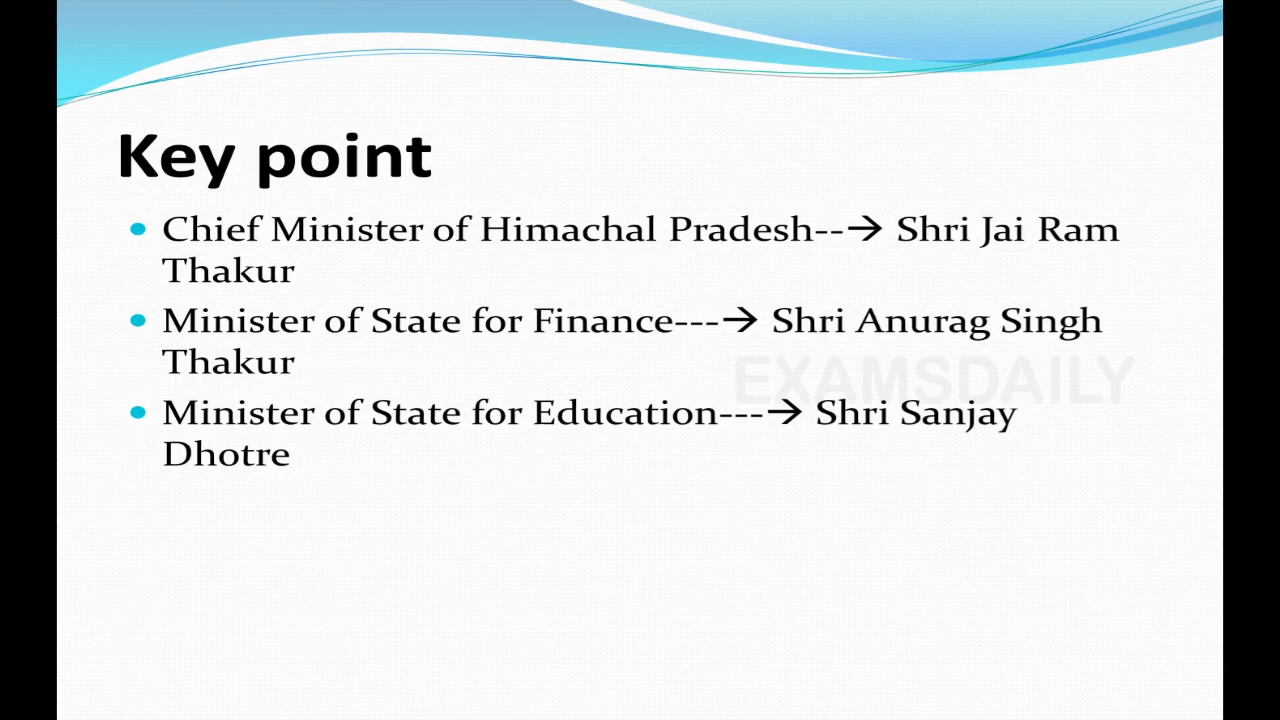 Key point
• Chief Minister of Himachal Pradesh--→ Shri Jai Ram
Thakur
• Minister of State for Finance---→ Shri Anurag Singh
Thakur
EXAMSDAILY
• Minister of State for Education---→ Shri Sanjay
Dhotre